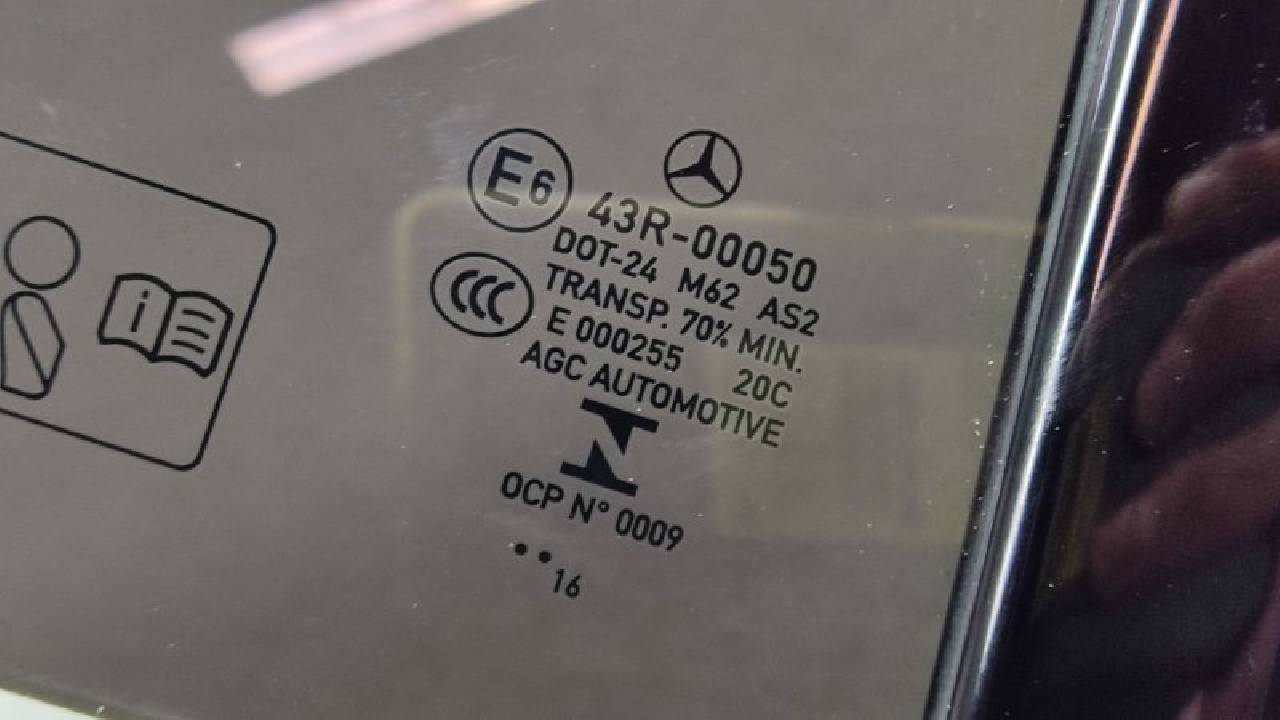 E6
43R-00050
DOT-24 M62 AS2
CCC
TRANSP. 70% MIN.
E 000255 20C
AGC AUTOMOTIVE
OCP N° 0009
..16
i